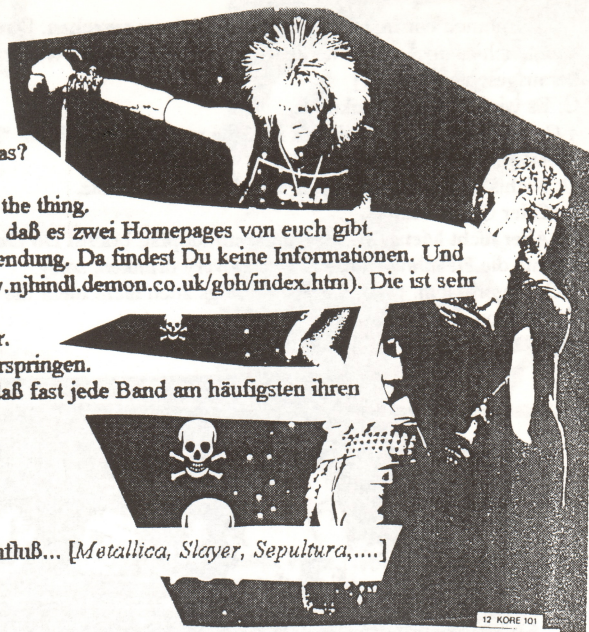 G.B.H
as?
the thing.
daß es zwei Homepages von euch gibt.
endung. Da findest Du keine Informationen. Und
v.njhindl.demon.co.uk/gbh/index.htm). Die ist sehr
r.
rspringen.
laß fast jede Band am häufigsten ihren
nfluß... [Metallica, Slayer, Sepultura,....]
12 KORE 101